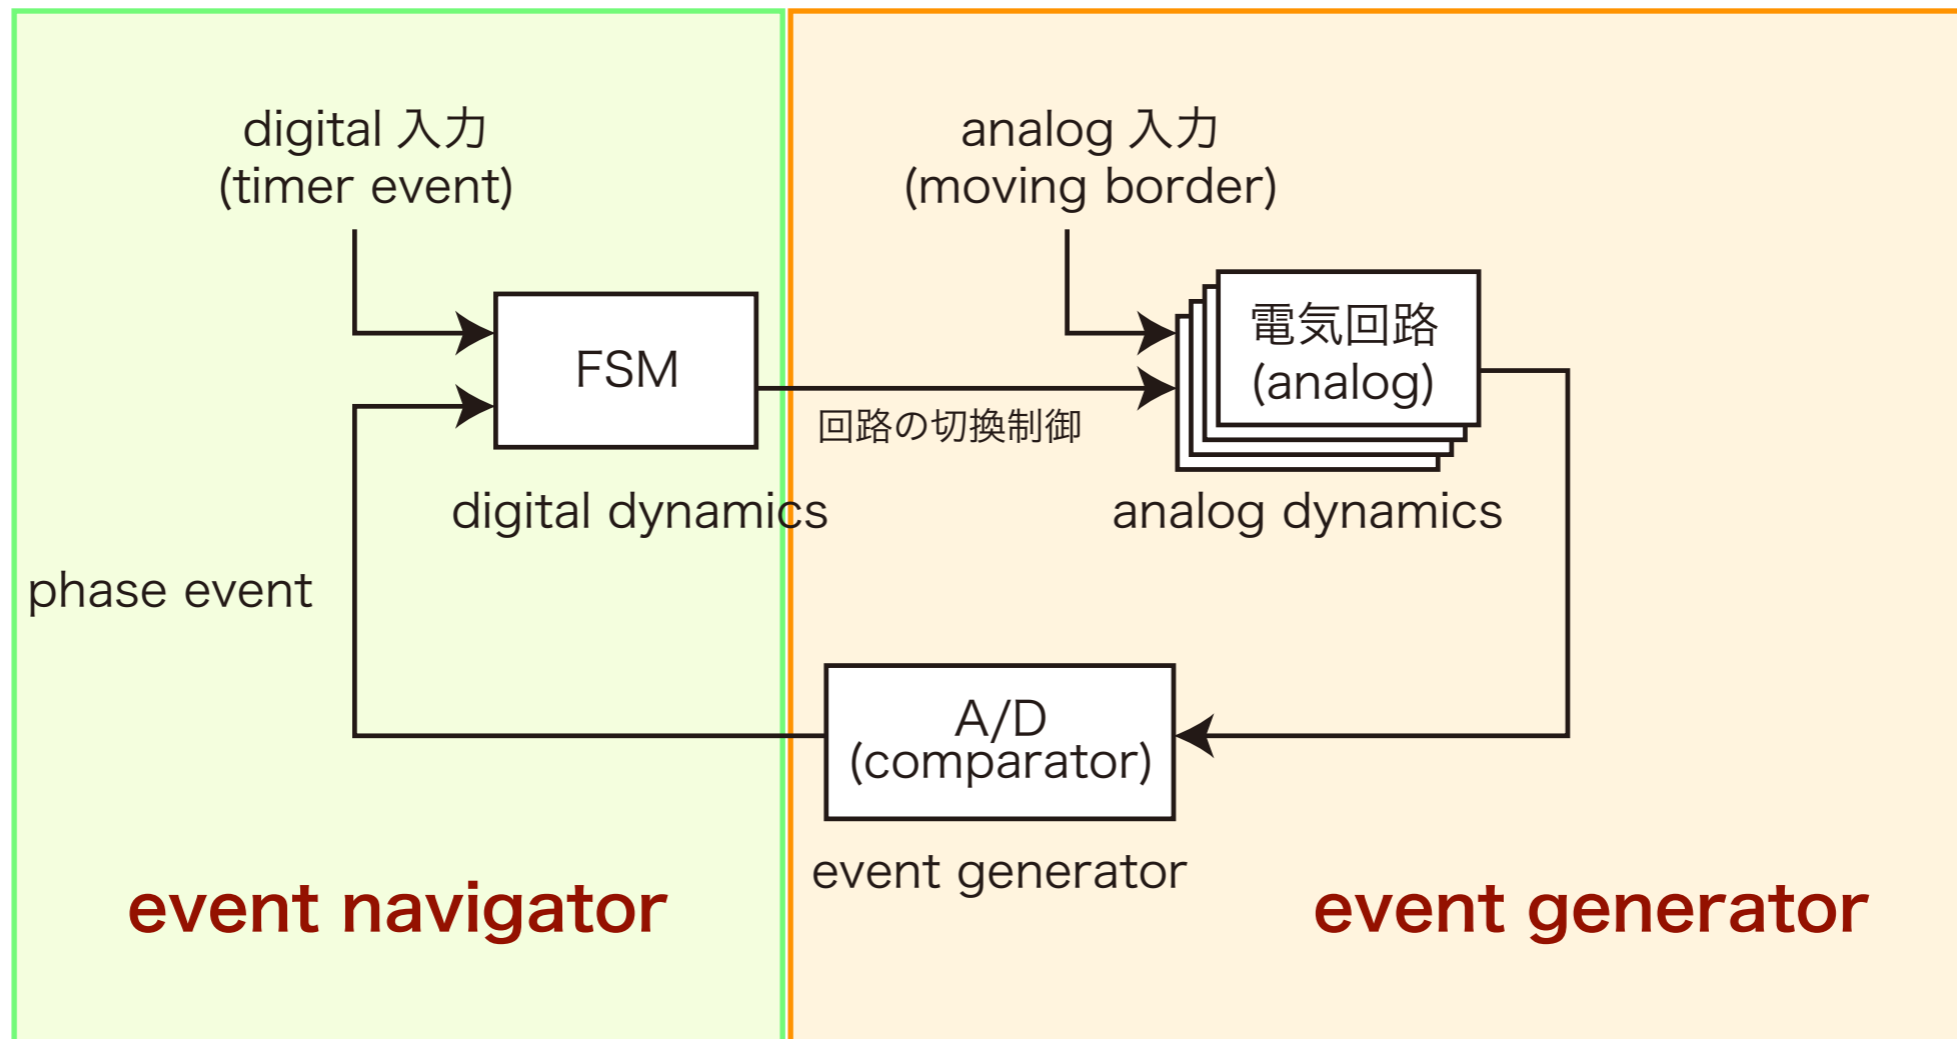 digital 入力
(timer event)
analog 入力
(moving border)
FSM
電気回路
(analog)
回路の切換制御
digital dynamics
analog dynamics
phase event
A/D
(comparator)
event generator
event navigator
event generator